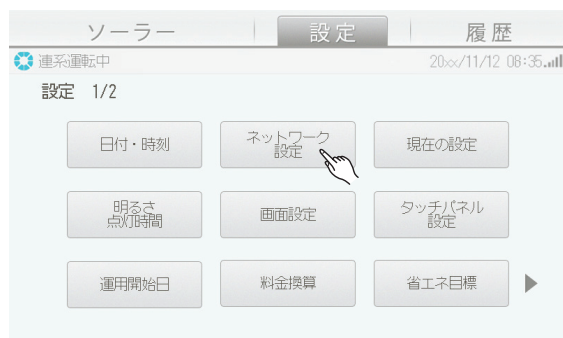 ソーラー 設定 履歴
連系運転中 20xx/11/12 08:35
設定 1/2
日付・時刻
ネットワーク
設定
現在の設定
明るさ
点灯時間
画面設定
タッチパネル
設定
運用開始日
料金換算
省エネ目標